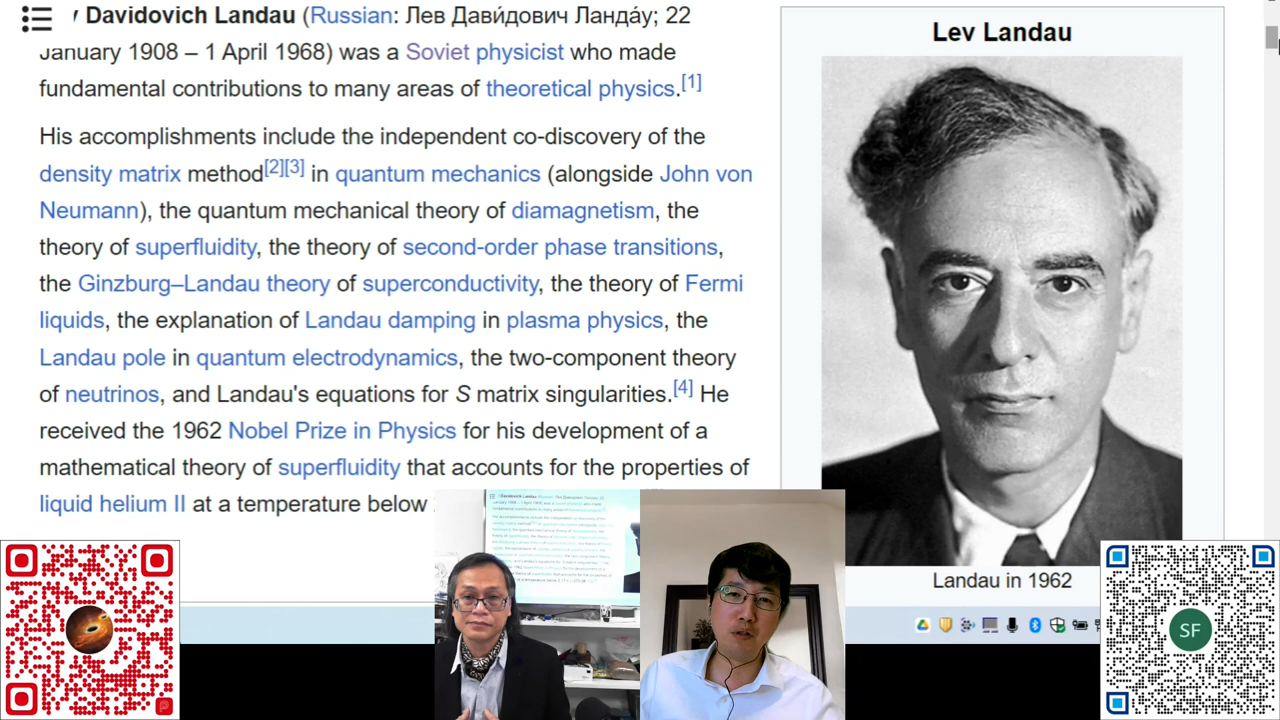 Davidovich Landau (Russian: Лев Дави́дович Ланда́у; 22
January 1908 – 1 April 1968) was a Soviet physicist who made
fundamental contributions to many areas of theoretical physics.[1]
His accomplishments include the independent co-discovery of the
density matrix method[2][3] in quantum mechanics (alongside John von
Neumann), the quantum mechanical theory of diamagnetism, the
theory of superfluidity, the theory of second-order phase transitions,
the Ginzburg–Landau theory of superconductivity, the theory of Fermi
liquids, the explanation of Landau damping in plasma physics, the
Landau pole in quantum electrodynamics, the two-component theory
of neutrinos, and Landau's equations for S matrix singularities.[4] He
received the 1962 Nobel Prize in Physics for his development of a
mathematical theory of superfluidity that accounts for the properties of
liquid helium II at a temperature below
Lev Landau
Landau in 1962
SF